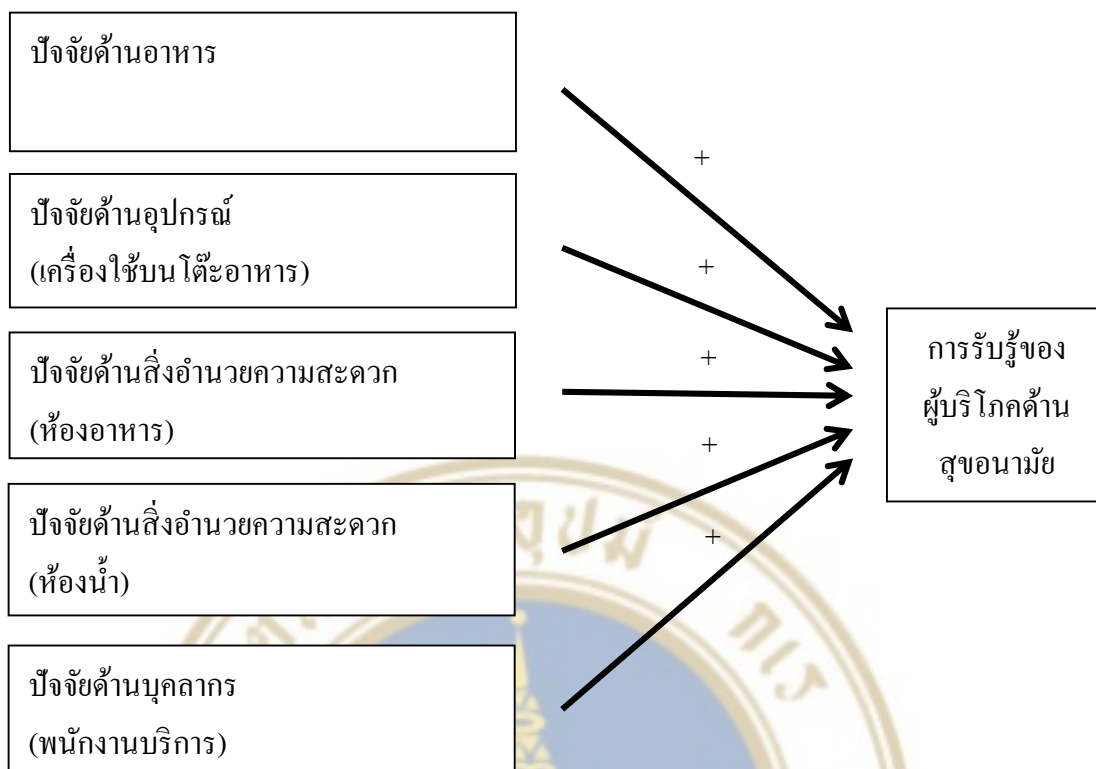 ปัจจัยด้านอาหาร
+
ปัจจัยด้านอุปกรณ์
(เครื่องใช้บนโต๊ะอาหาร)
+
ปัจจัยด้านสิ่งอำนวยความสะดวก
(ห้องอาหาร)
+
การรับรู้ของ
ผู้บริโภคด้าน
สุขอนามัย
ปัจจัยด้านสิ่งอำนวยความสะดวก
(ห้องน้ำ)
+
ปัจจัยด้านบุคลากร
(พนักงานบริการ)
+